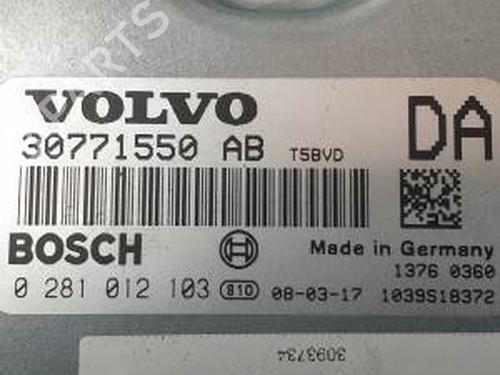 PARTS
VOLVO
30771550 AB T5BVD
DA
BOSCH
Made in Germany
1376 0360
0 281 012 103 810 08-03-17 1039S18372
3093734